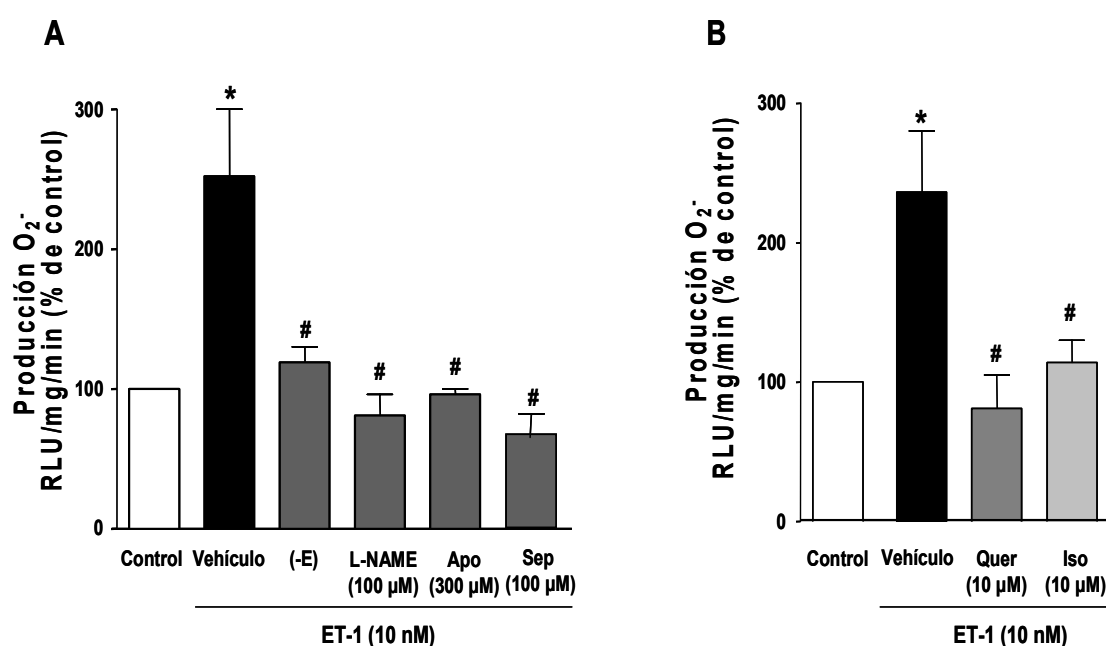 A
Producción O2-
RLU/mg/min (% de control)
300
200
100
0
*
#
#
#
#
Control Vehículo (-E) L-NAME Apo Sep
(100 µM) (300 µM) (100 µM)
ET-1 (10 nM)
B
Producción O2-
RLU/mg/min (% de control)
300
200
100
0
*
#
#
Control Vehículo Quer Iso
(10 µM) (10 µM)
ET-1 (10 nM)